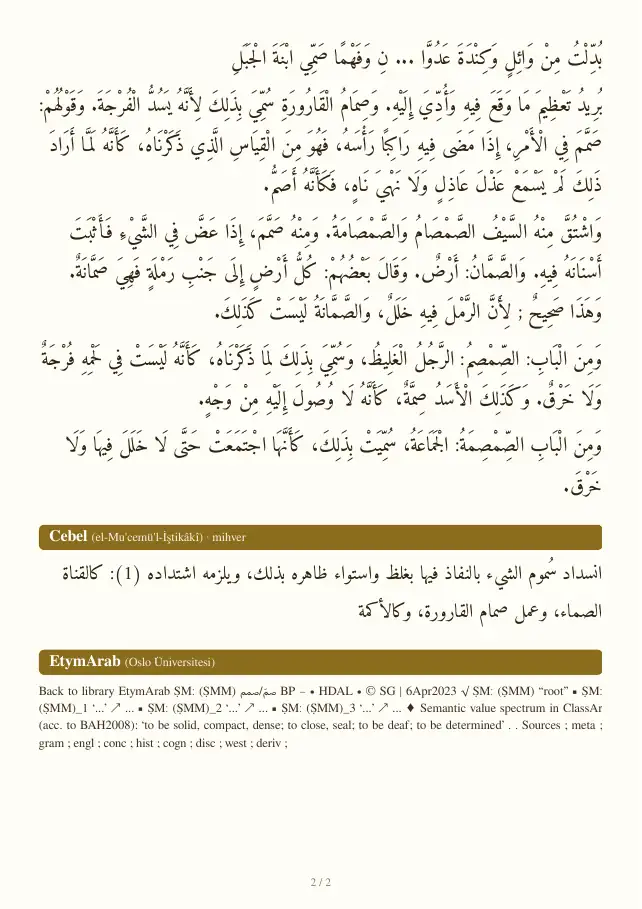 بُدِّلْتُ مِنْ وَائِلٍ وَكِنْدَةَ عَدْوَا ... نِ وَفَهْمًا صَمِّي ابْنَةَ الْجَبَلِ
يُرِيدُ تَعْظِيمَ مَا وَقَعَ فِيهِ وَأُدِّيَ إِلَيْهِ. وَصِمَامُ الْقَارُورَةِ سُمِّيَ بِذَلِكَ لِأَنَّهُ يَسُدُّ الْفُرْجَةَ. وَقَوْلُهُمْ:
صَمَّمَ فِي الْأَمْرِ، إِذَا مَضَى فِيهِ رَاكِبًا رَأْسَهُ، فَهُوَ مِنَ الْقِيَاسِ الَّذِي ذَكَرْنَاهُ، كَأَنَّهُ لَمَّا أَرَادَ
ذَلِكَ لَمْ يَسْمَعْ عَذْلَ عَاذِلٍ وَلَا نَهْيَ نَاهٍ، فَكَأَنَّهُ أَصَمُّ.
وَاشْتُقَّ مِنْهُ السَّيْفُ الصَّمْصَامُ وَالصَّمْصَامَةُ. وَمِنْهُ صَمَّمَ، إِذَا عَضَّ فِي الشَّيْءِ فَأَثْبَتَ
أَسْنَانَهُ فِيهِ. وَالصَّمَّانُ: أَرْضٌ. وَقَالَ بَعْضُهُمْ: كُلُّ أَرْضٍ إِلَى جَنْبِ رَمْلَةٍ فَهِيَ صَمَّانَةٌ.
وَهَذَا صَحِيحٌ ; لِأَنَّ الرَّمْلَ فِيهِ خَلَلٌ، وَالصَّمَّانَةُ لَيْسَتْ كَذَلِكَ.
وَمِنَ الْبَابِ: الصِّمْصِمُ: الرَّجُلُ الْغَلِيظُ، وَسُمِّيَ بِذَلِكَ لِمَا ذَكَرْنَاهُ، كَأَنَّهُ لَيْسَتْ فِي لَحْمِهِ فُرْجَةٌ
وَلَا خَرْقٌ. وَكَذَلِكَ الْأَسَدُ صِمَّةٌ، كَأَنَّهُ لَا وُصُولَ إِلَيْهِ مِنْ وَجْهٍ.
وَمِنَ الْبَابِ الصِّمْصِمَةُ: الْجَمَاعَةُ، سُمِّيَتْ بِذَلِكَ، كَأَنَّهَا اجْتَمَعَتْ حَتَّى لَا خَلَلَ فِيهَا وَلَا
خَرْقَ.
Cebel (el-Mu'cemü'l-İştikâkî) · mihver
انسداد سُموم الشيء بالنفاذ فيها بغلظ واستواء ظاهره بذلك، ويلزمه اشتداده (1): كالقناة
الصماء، وعمل صمام القارورة، وكالأكمة
EtymArab (Oslo Üniversitesi)
Back to library EtymArab ṢM: (ṢMM) صمّ/صمم BP – • HDAL • © SG | 6Apr2023 √ ṢM: (ṢMM) “root” ▪ ṢM:
(ṢMM)_1 ‘...’ ↗ ... ▪ ṢM: (ṢMM)_2 ‘...’ ↗ ... ▪ ṢM: (ṢMM)_3 ‘...’ ↗ ... ♦ Semantic value spectrum in ClassAr
(acc. to BAH2008): ‘to be solid, compact, dense; to close, seal; to be deaf; to be determined’ . . Sources ; meta ;
gram ; engl ; conc ; hist ; cogn ; disc ; west ; deriv ;
2 / 2